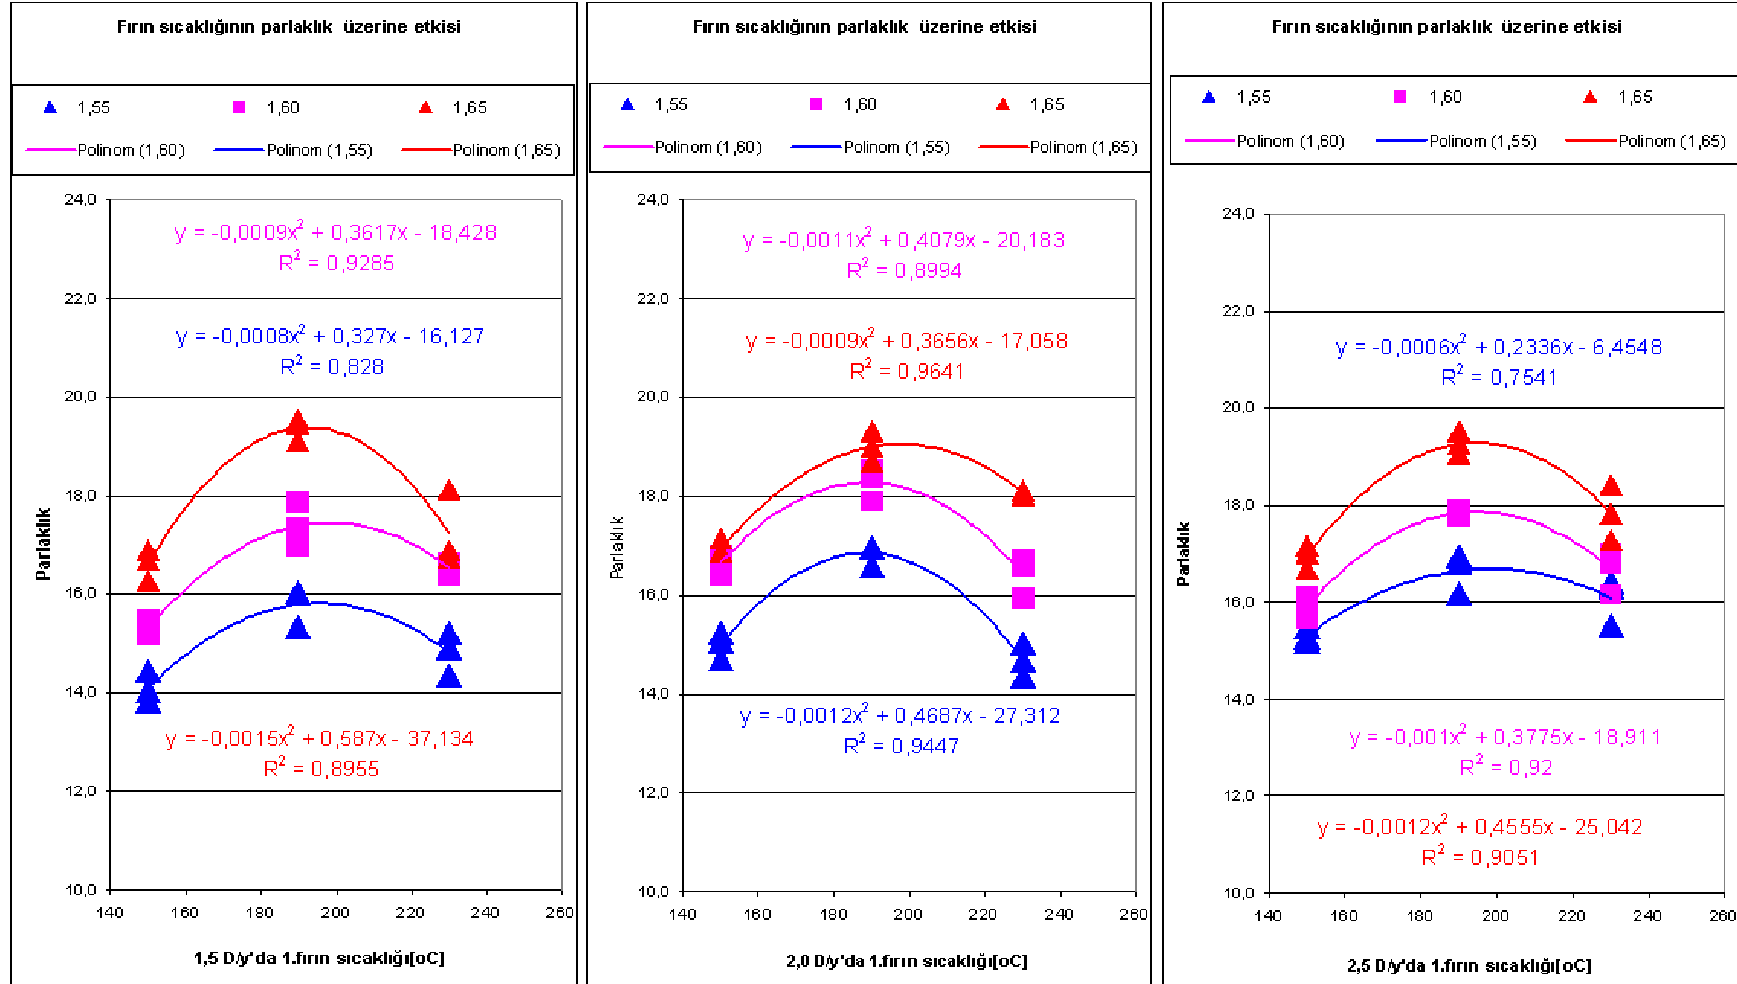 Fırın sıcaklığının parlaklık üzerine etkisi
1,55 1,60 1,65
Polinom (1,60) Polinom (1,55) Polinom (1,65)
24,0
y = -0,0009x² + 0,3617x - 18,428
R² = 0,9285
22,0
y = -0,0008x² + 0,327x - 16,127
R² = 0,828
20,0
18,0
Parlaklık
16,0
14,0
y = -0,0015x² + 0,587x - 37,134
R² = 0,8955
12,0
10,0
140 160 180 200 220 240 260
1,5 D/y'da 1.fırın sıcaklığı[oC]
Fırın sıcaklığının parlaklık üzerine etkisi
1,55 1,60 1,65
Polinom (1,60) Polinom (1,55) Polinom (1,65)
24,0
y = -0,0011x² + 0,4079x - 20,183
R² = 0,8994
22,0
y = -0,0009x² + 0,3656x - 17,058
R² = 0,9641
20,0
18,0
Parlaklık
16,0
14,0
y = -0,0012x² + 0,4687x - 27,312
R² = 0,9447
12,0
10,0
140 160 180 200 220 240 260
2,0 D/y'da 1.fırın sıcaklığı[oC]
Fırın sıcaklığının parlaklık üzerine etkisi
1,55 1,60 1,65
Polinom (1,60) Polinom (1,55) Polinom (1,65)
24,0
22,0
y = -0,0006x² + 0,2336x - 6,4548
R² = 0,7541
20,0
18,0
Parlaklık
16,0
14,0
y = -0,001x² + 0,3775x - 18,911
R² = 0,92
12,0
y = -0,0012x² + 0,4555x - 25,042
R² = 0,9051
10,0
140 160 180 200 220 240 260
2,5 D/y'da 1.fırın sıcaklığı[oC]